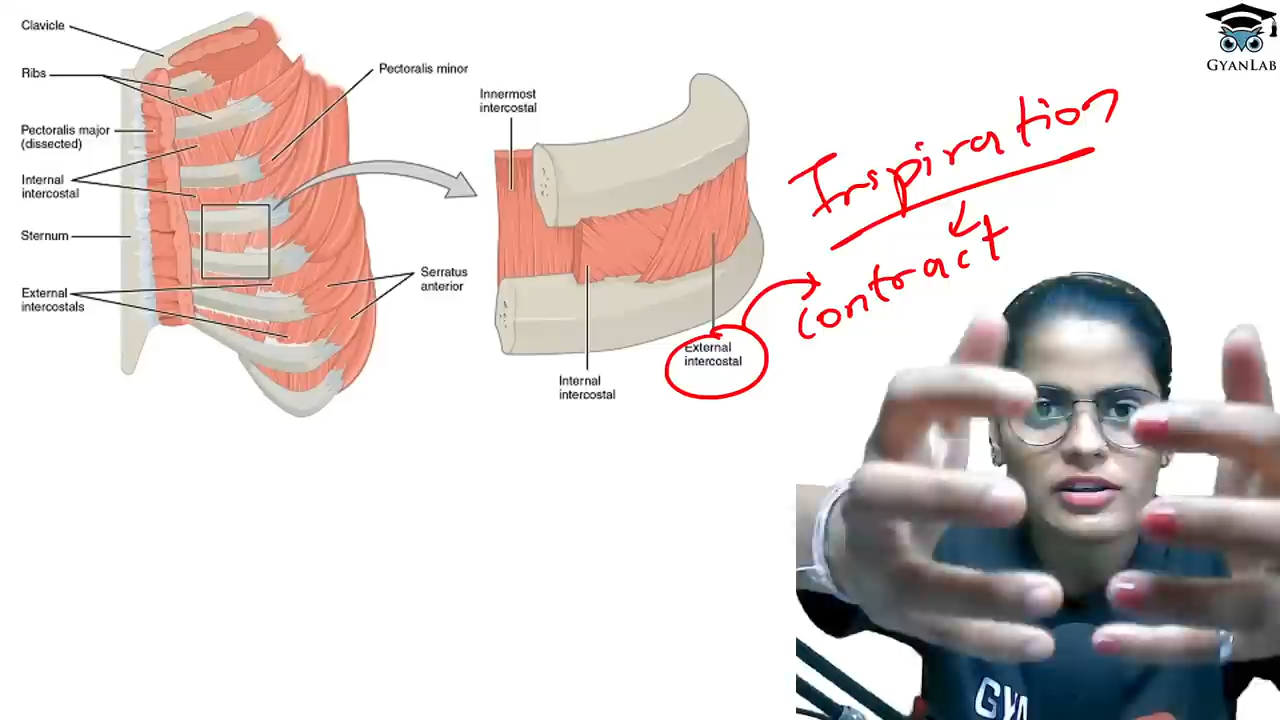 Clavicle
Ribs
Pectoralis major
(dissected)
Internal
intercostal
Sternum
External
intercostals
Pectoralis minor
Serratus
anterior
Innermost
intercostal
Internal
intercostal
External
intercostal
Inspiration
contract
GYANLAB
GYA